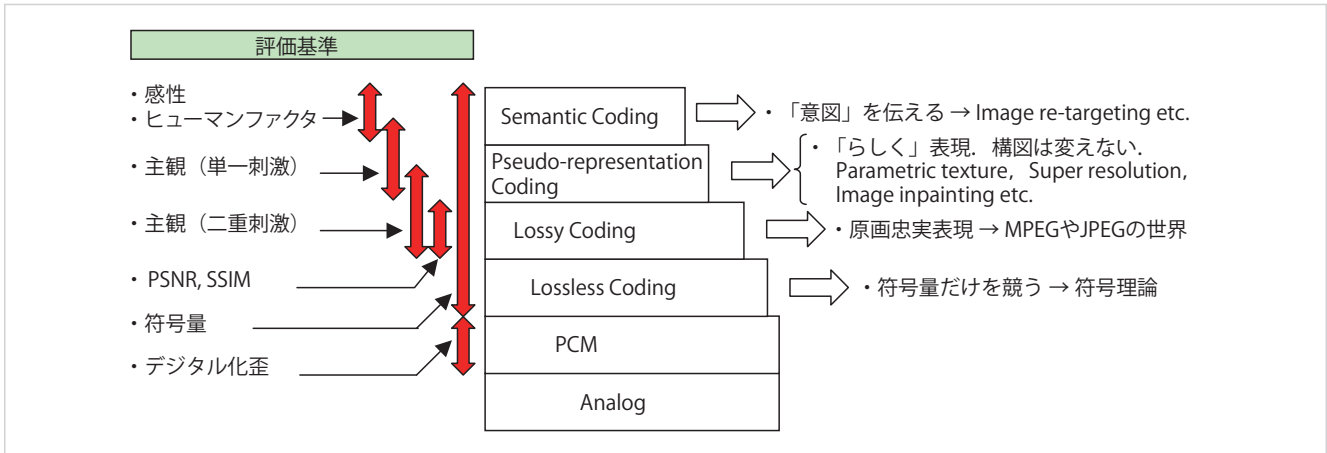 評価基準
・感性
・ヒューマンファクタ
・主観（単一刺激）
・主観（二重刺激）
・PSNR, SSIM
・符号量
・デジタル化歪
Semantic Coding
Pseudo-representation
Coding
Lossy Coding
Lossless Coding
PCM
Analog
・「意図」を伝える → Image re-targeting etc.
・「らしく」表現．構図は変えない．
Parametric texture, Super resolution,
Image inpainting etc.
・原画忠実表現 → MPEGやJPEGの世界
・符号量だけを競う → 符号理論